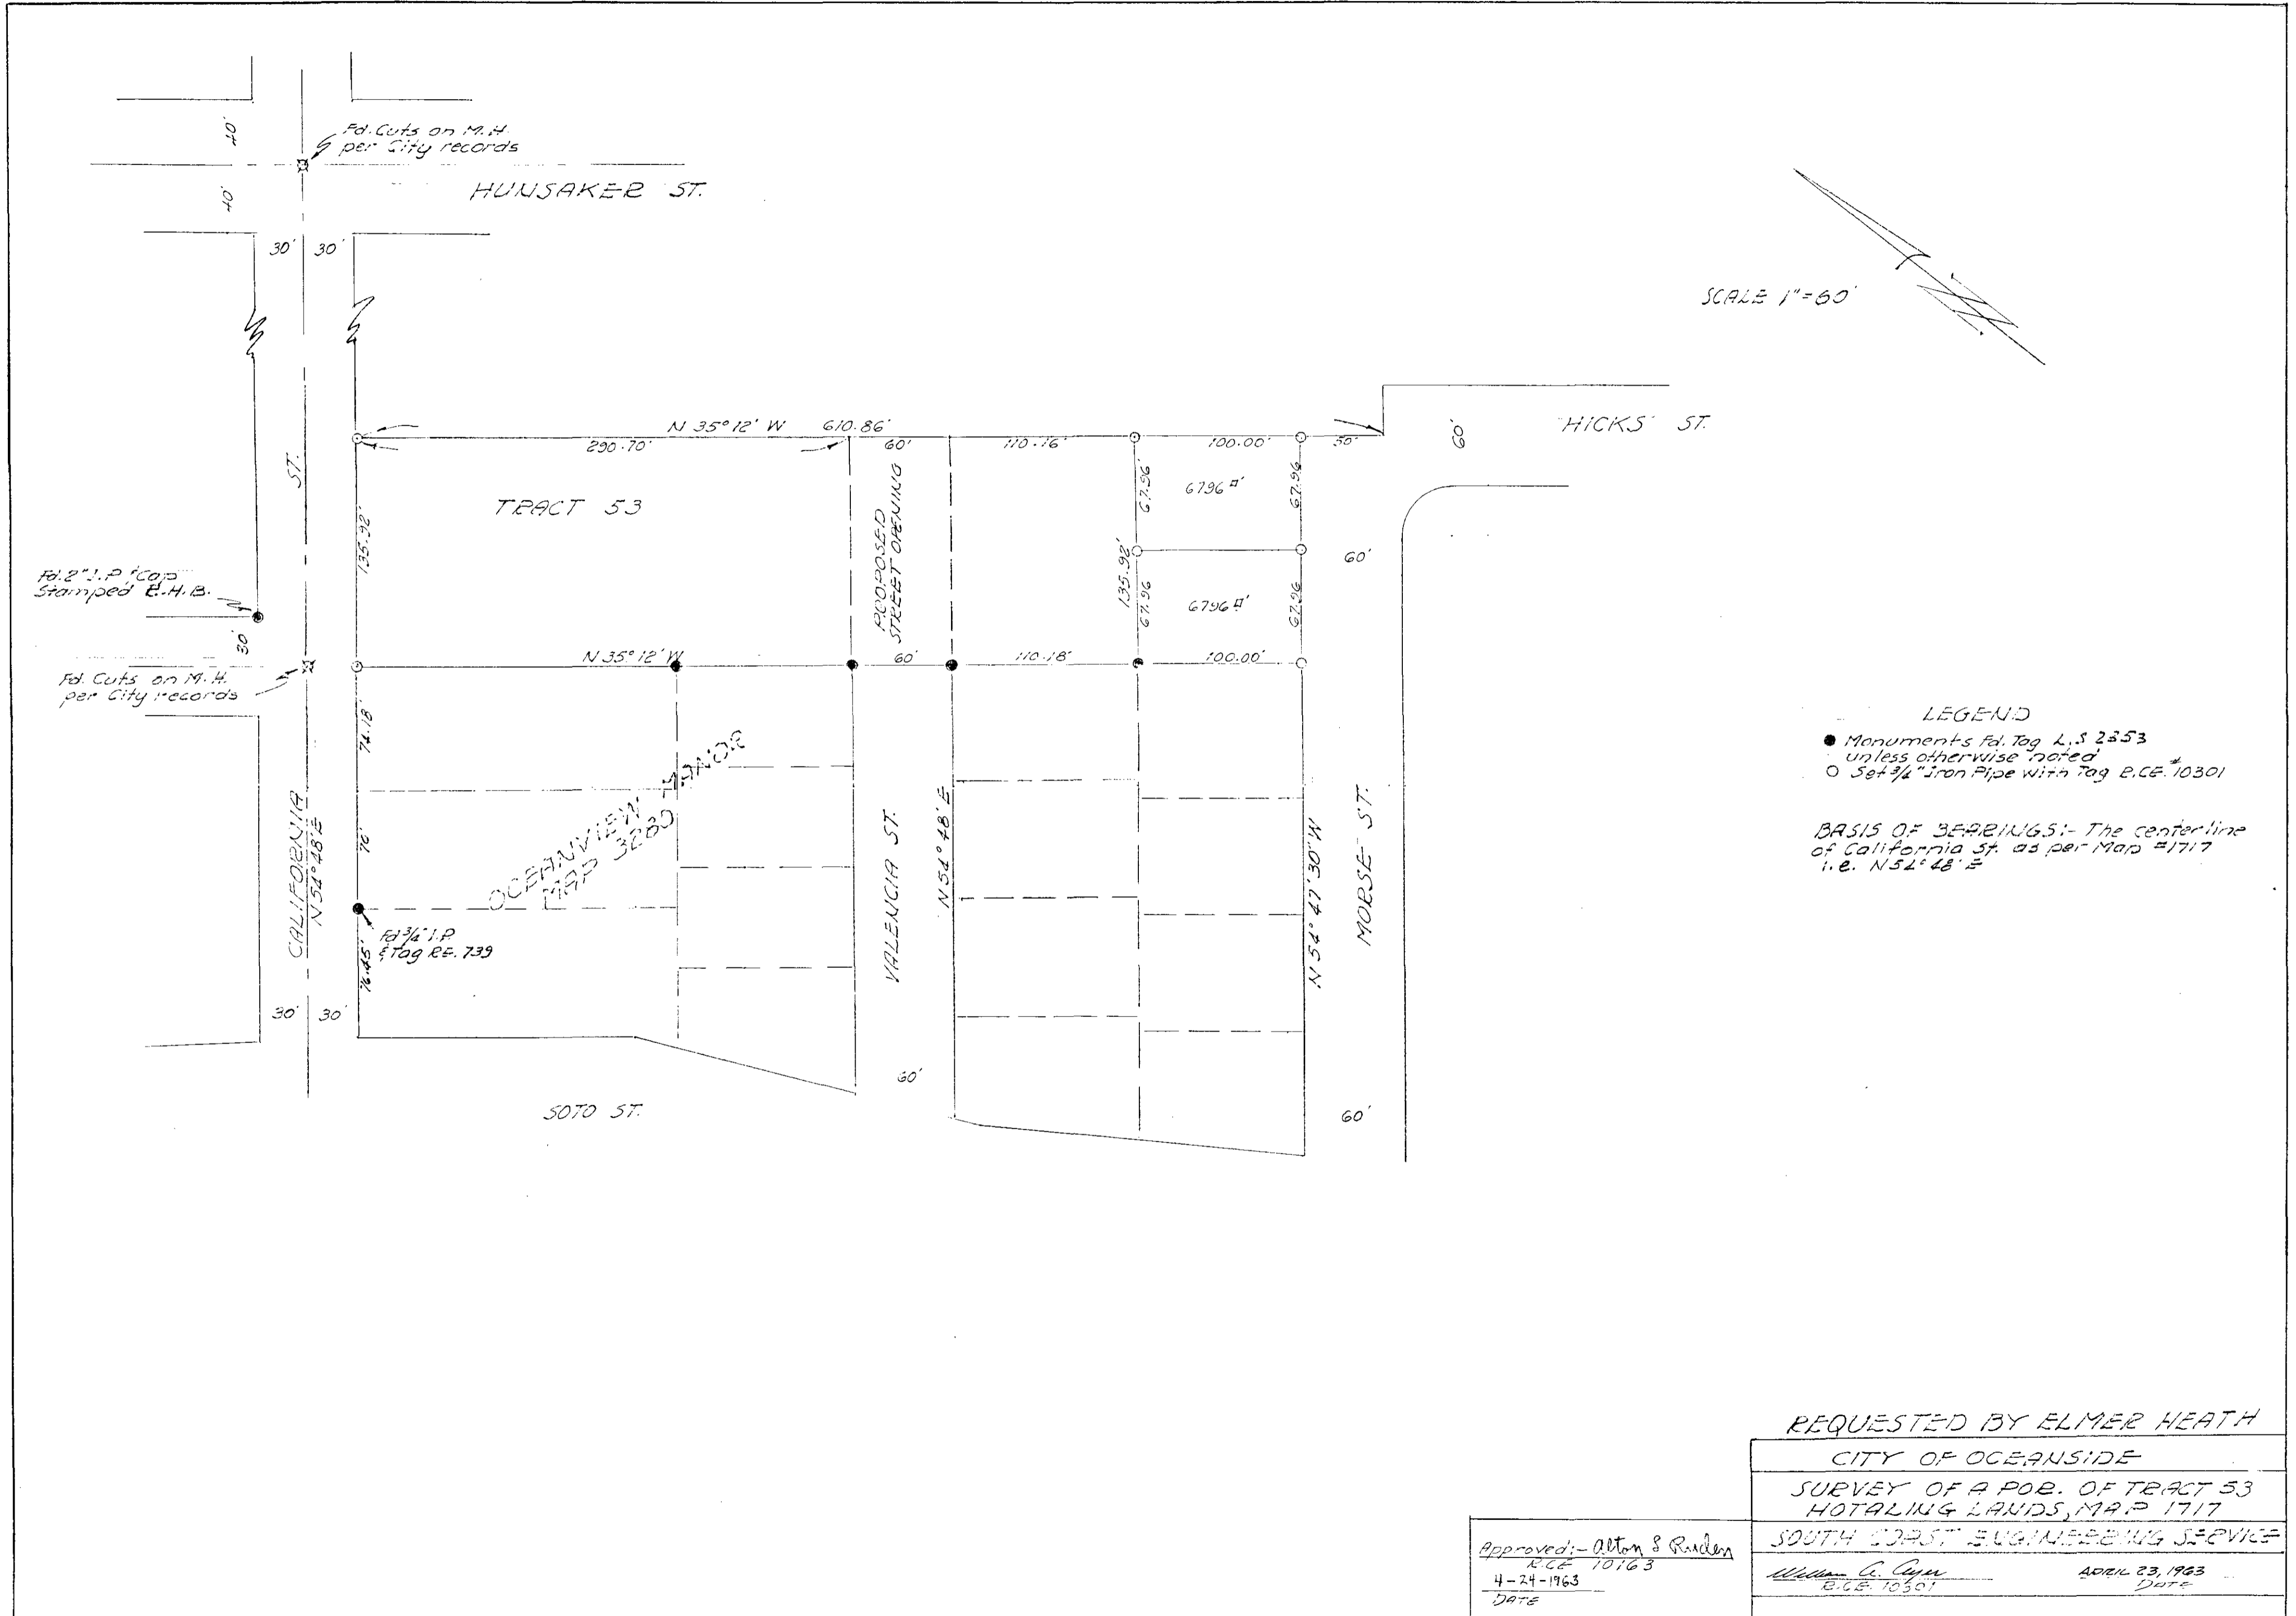 40'
Fd. Cuts on M.H.
per City records
40'
HUNSAKER ST.
30' 30'
SCALE 1"=60'
N 35° 12' W 610.86'
290.70' 60' 110.16' 100.00' 50'
60'
HICKS ST.
ST.
TRACT 53
135.92'
PROPOSED
STREET OPENING
67.96'
6796 □'
67.96
135.92'
60'
67.96
6796 □'
67.96
Fd. 2" I.P. & Cap
Stamped E.H.B.
30'
N 35° 12' W
60'
110.18'
100.00'
Fd. Cuts on M.H.
per City records
74.18'
LEGEND
● Monuments Fd. Tag L.S 2353
unless otherwise noted
○ Set 3/4" Iron Pipe with Tag R.C.E. #10301
OCEANVIEW MANOR
MAP 3280
CALIFORNIA
N 54° 48' E
76'
VALENCIA ST.
N 54° 48' E
N 54° 47' 30" W
MORSE ST.
BASIS OF BEARINGS:- The centerline
of California St. as per Map #1717
i.e. N 54° 48' E
Fd 3/4" I.P.
& Tag R.E. 739
76.45'
30' 30'
60'
SOTO ST.
60'
REQUESTED BY ELMER HEATH
CITY OF OCEANSIDE
SURVEY OF A POR. OF TRACT 53
HOTALING LANDS, MAP 1717
SOUTH COAST ENGINEERING SERVICE
Approved:- Alton S Ruden
R.C.E 10163
4-24-1963
DATE
William A. Ayer
R.C.E. 10301
APRIL 23, 1963
DATE